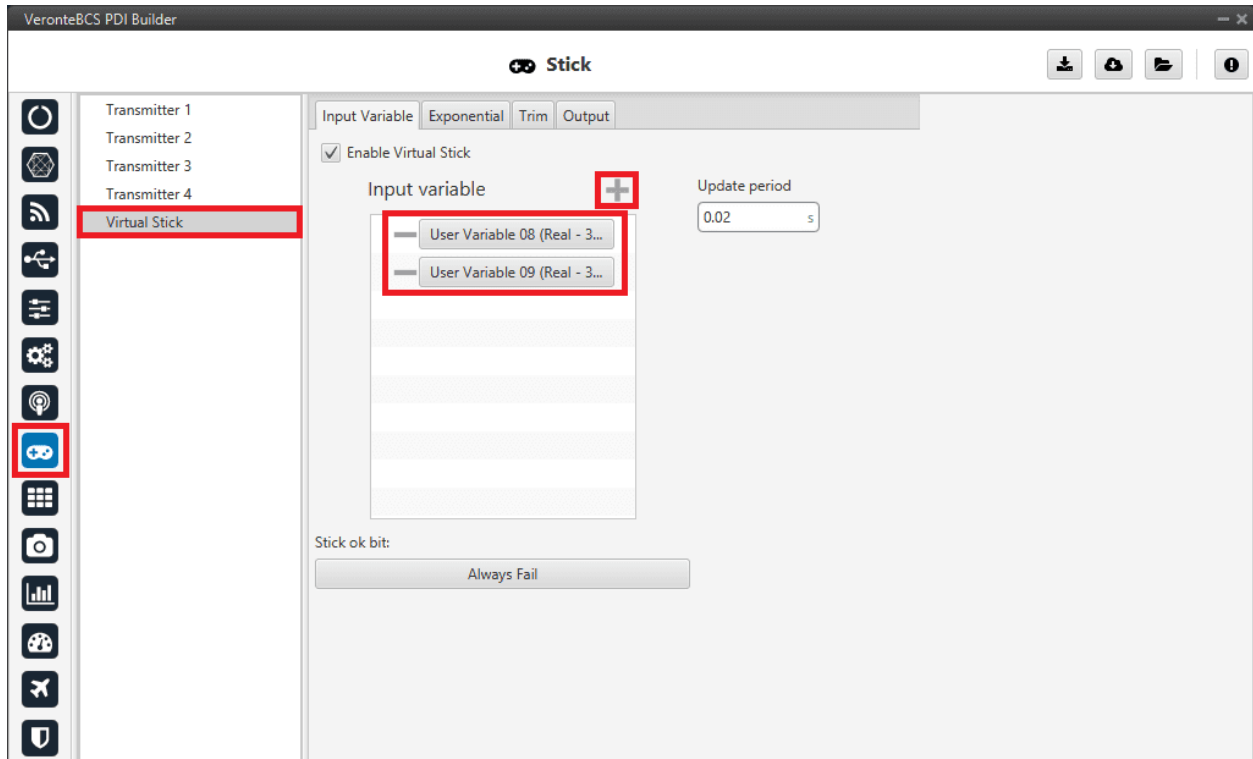 VeronteBCS PDI Builder
Stick
Transmitter 1
Transmitter 2
Transmitter 3
Transmitter 4
Virtual Stick
Input Variable Exponential Trim Output
Enable Virtual Stick
Input variable
Update period
0.02 s
User Variable 08 (Real - 3...
User Variable 09 (Real - 3...
Stick ok bit:
Always Fail